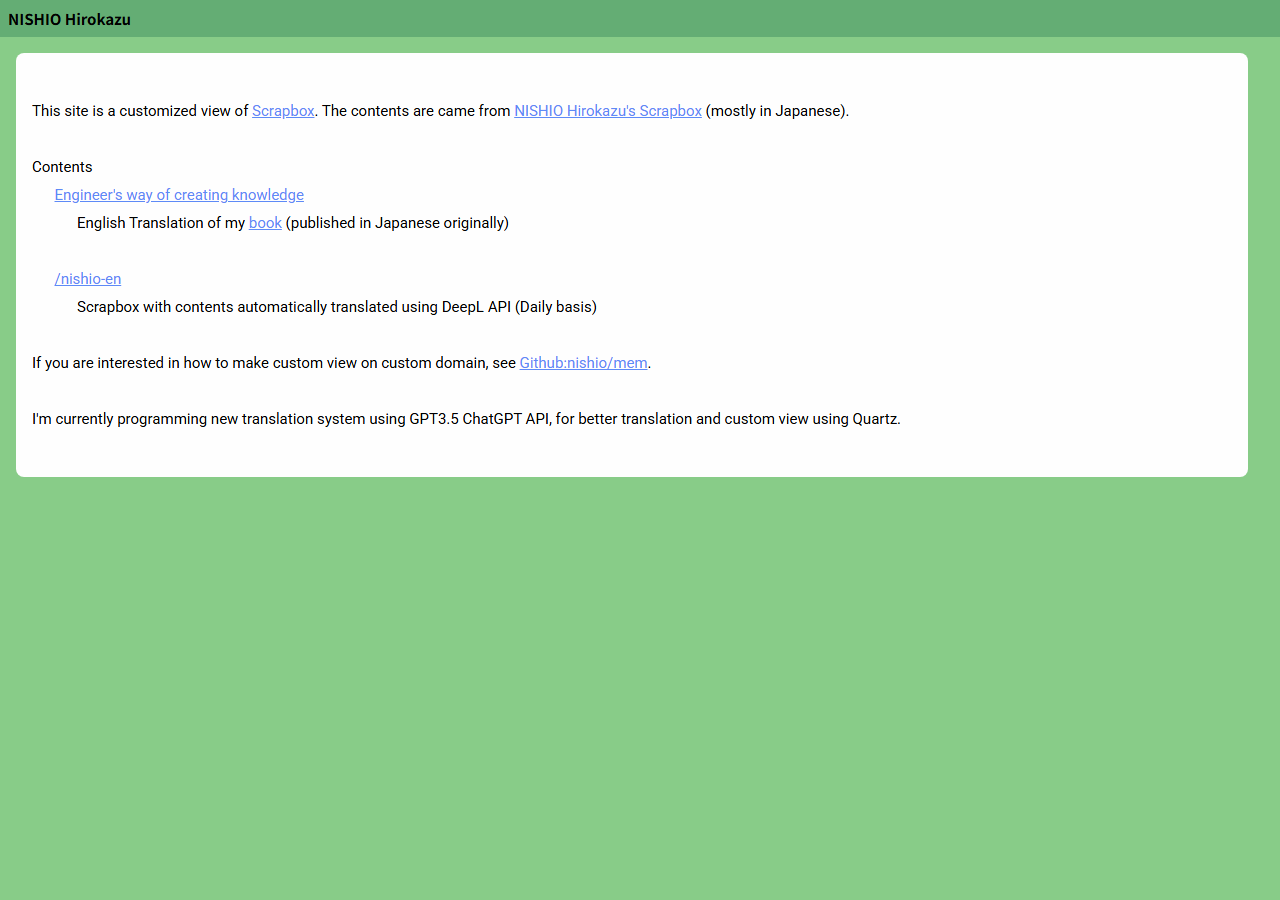 NISHIO Hirokazu
This site is a customized view of Scrapbox. The contents are came from NISHIO Hirokazu's Scrapbox (mostly in Japanese).
Contents
Engineer's way of creating knowledge
English Translation of my book (published in Japanese originally)
/nishio-en
Scrapbox with contents automatically translated using DeepL API (Daily basis)
If you are interested in how to make custom view on custom domain, see Github:nishio/mem.
I'm currently programming new translation system using GPT3.5 ChatGPT API, for better translation and custom view using Quartz.